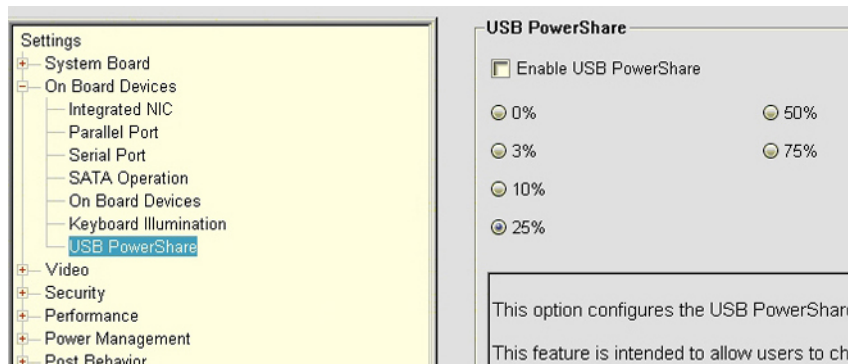 Settings
System Board
On Board Devices
Integrated NIC
Parallel Port
Serial Port
SATA Operation
On Board Devices
Keyboard Illumination
USB PowerShare
Video
Security
Performance
Power Management
Post Behavior
USB PowerShare
Enable USB PowerShare
0%
50%
3%
75%
10%
25%
This option configures the USB PowerShar
This feature is intended to allow users to ch